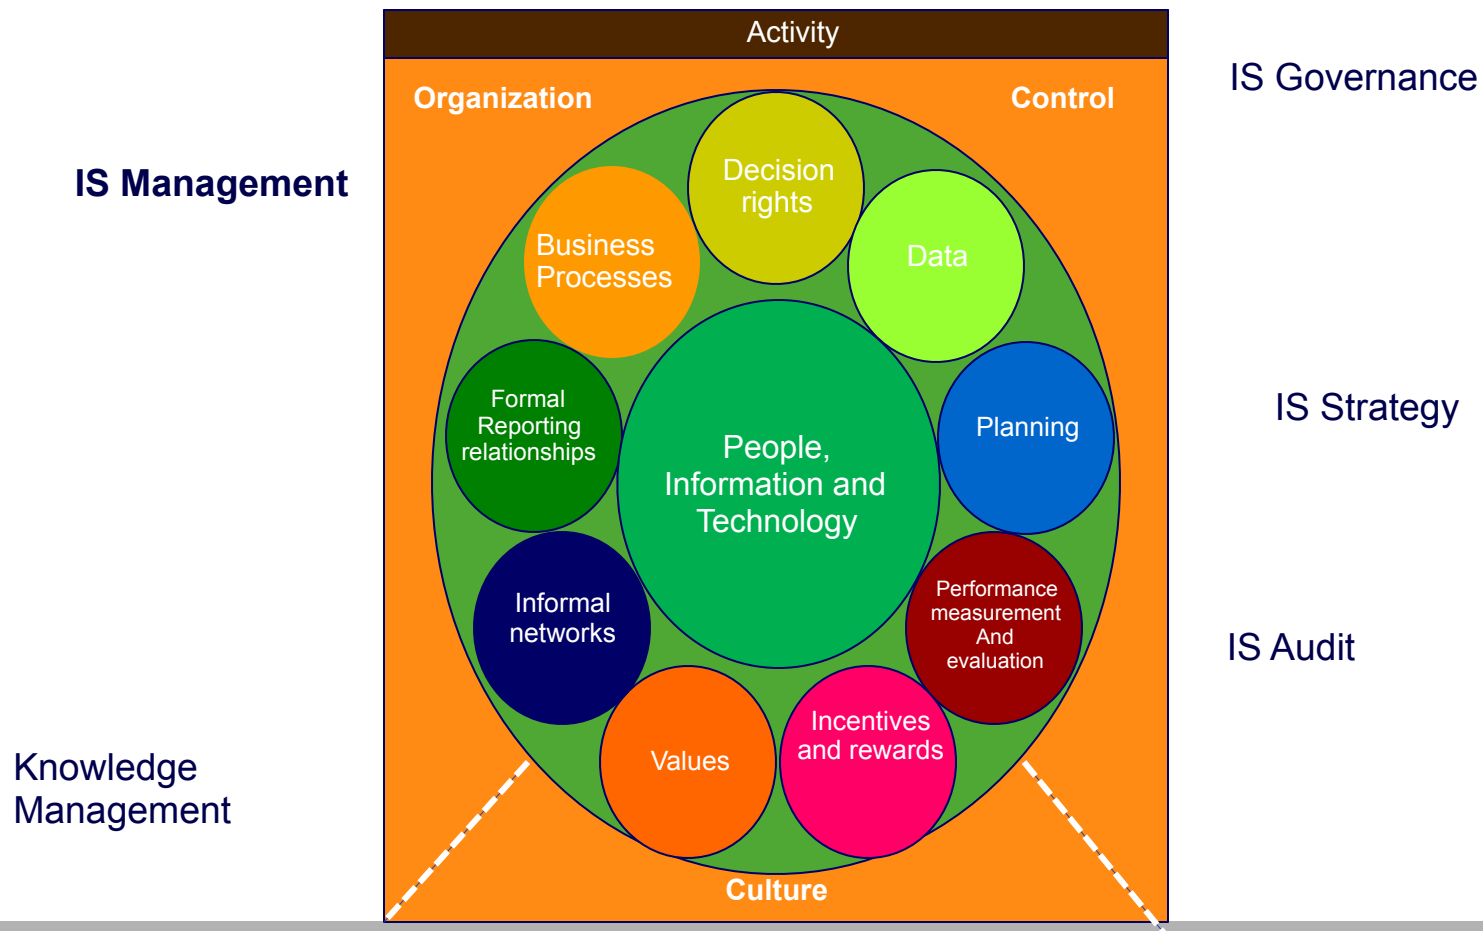 Activity
Organization
Control
IS Governance
IS Management
Decision
rights
Business
Processes
Data
Formal
Reporting
relationships
People,
Information and
Technology
Planning
IS Strategy
Informal
networks
Performance
measurement
And
evaluation
IS Audit
Values
Incentives
and rewards
Knowledge
Management
Culture